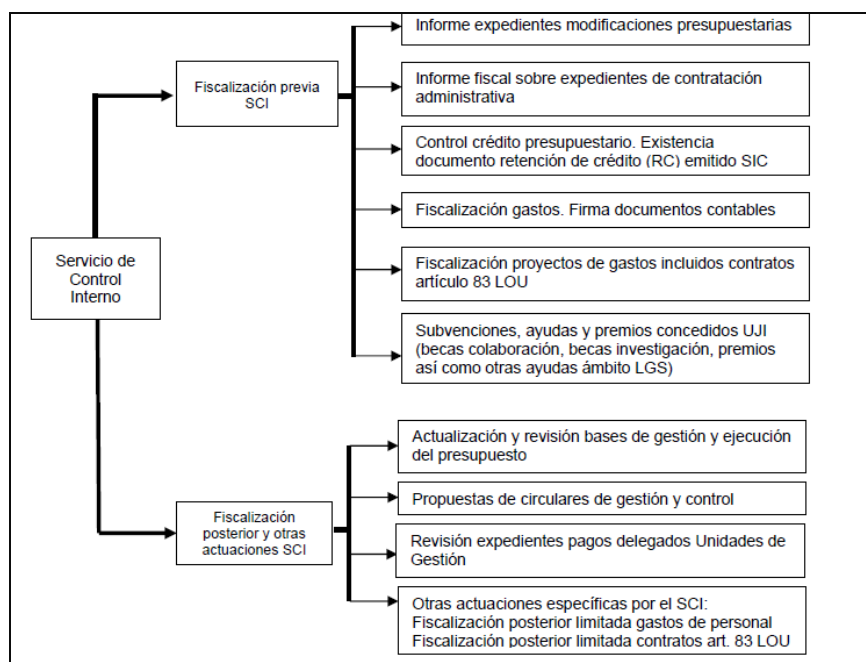 Servicio de
Control
Interno
Fiscalización previa
SCI
Informe expedientes modificaciones presupuestarias
Informe fiscal sobre expedientes de contratación
administrativa
Control crédito presupuestario. Existencia
documento retención de crédito (RC) emitido SIC
Fiscalización gastos. Firma documentos contables
Fiscalización proyectos de gastos incluidos contratos
artículo 83 LOU
Subvenciones, ayudas y premios concedidos UJI
(becas colaboración, becas investigación, premios
así como otras ayudas ámbito LGS)
Fiscalización
posterior y otras
actuaciones SCI
Actualización y revisión bases de gestión y ejecución
del presupuesto
Propuestas de circulares de gestión y control
Revisión expedientes pagos delegados Unidades de
Gestión
Otras actuaciones específicas por el SCI:
Fiscalización posterior limitada gastos de personal
Fiscalización posterior limitada contratos art. 83 LOU